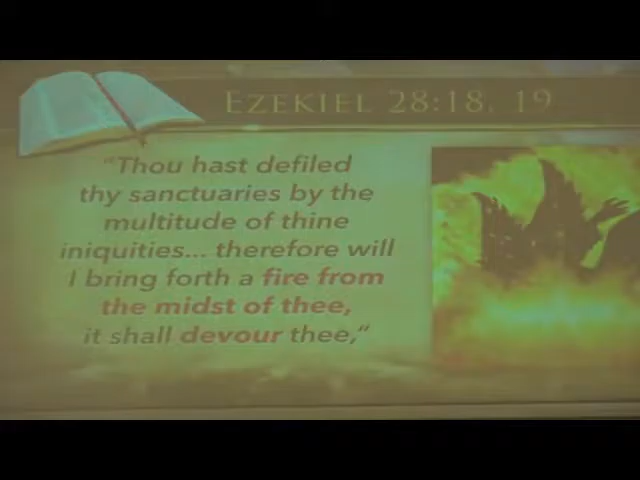 EZEKIEL 28:18, 19
"Thou hast defiled
thy sanctuaries by the
multitude of thine
iniquities... therefore will
I bring forth a fire from
the midst of thee,
it shall devour thee,"